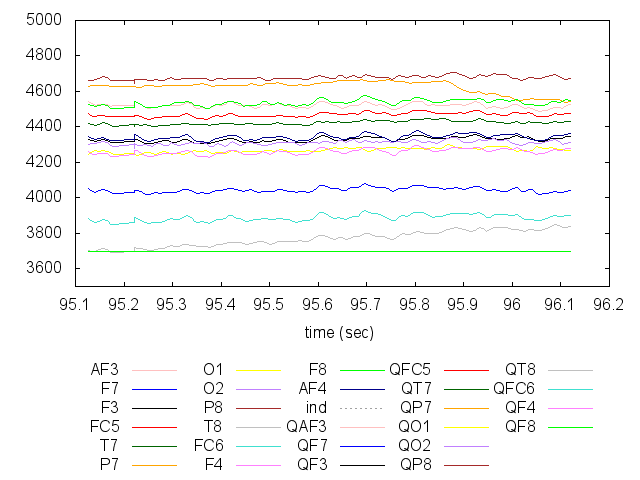 5000
4800
4600
4400
4200
4000
3800
3600
95.1 95.2 95.3 95.4 95.5 95.6 95.7 95.8 95.9 96 96.1 96.2
time (sec)
AF3 O1 F8 QFC5 QT8
F7 O2 AF4 QT7 QFC6
F3 P8 ind QP7 QF4
FC5 T8 QAF3 QO1 QF8
T7 FC6 QF7 QO2
P7 F4 QF3 QP8